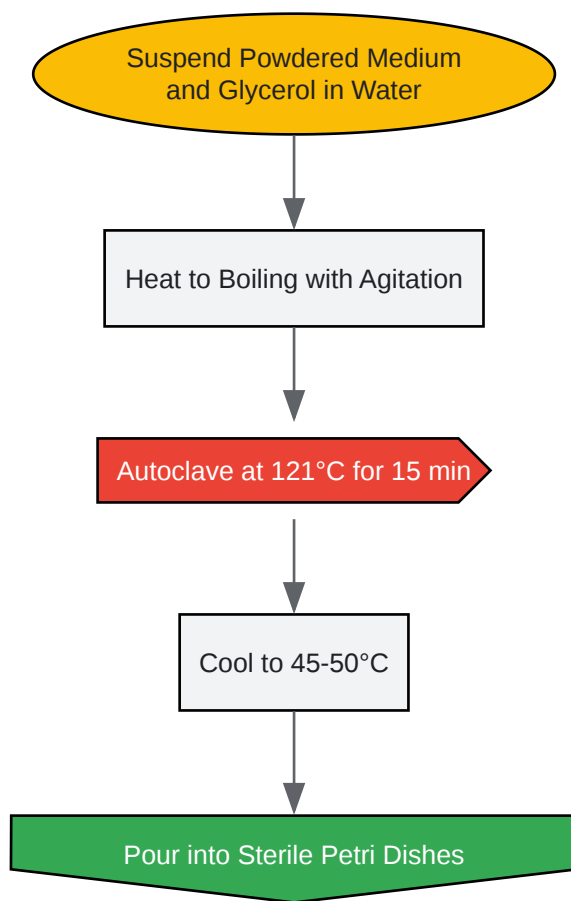 Suspend Powdered Medium
and Glycerol in Water
Heat to Boiling with Agitation
Autoclave at 121°C for 15 min
Cool to 45-50°C
Pour into Sterile Petri Dishes